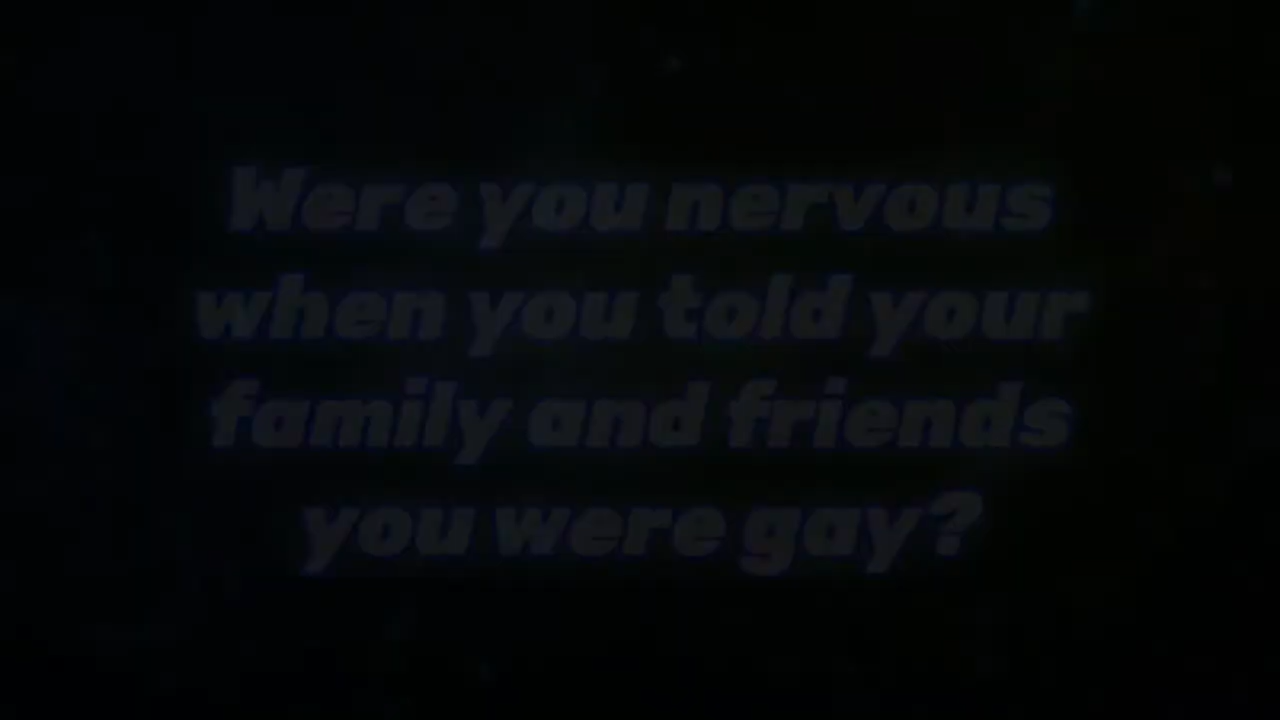 Were you nervous
when you told your
family and friends
you were gay?